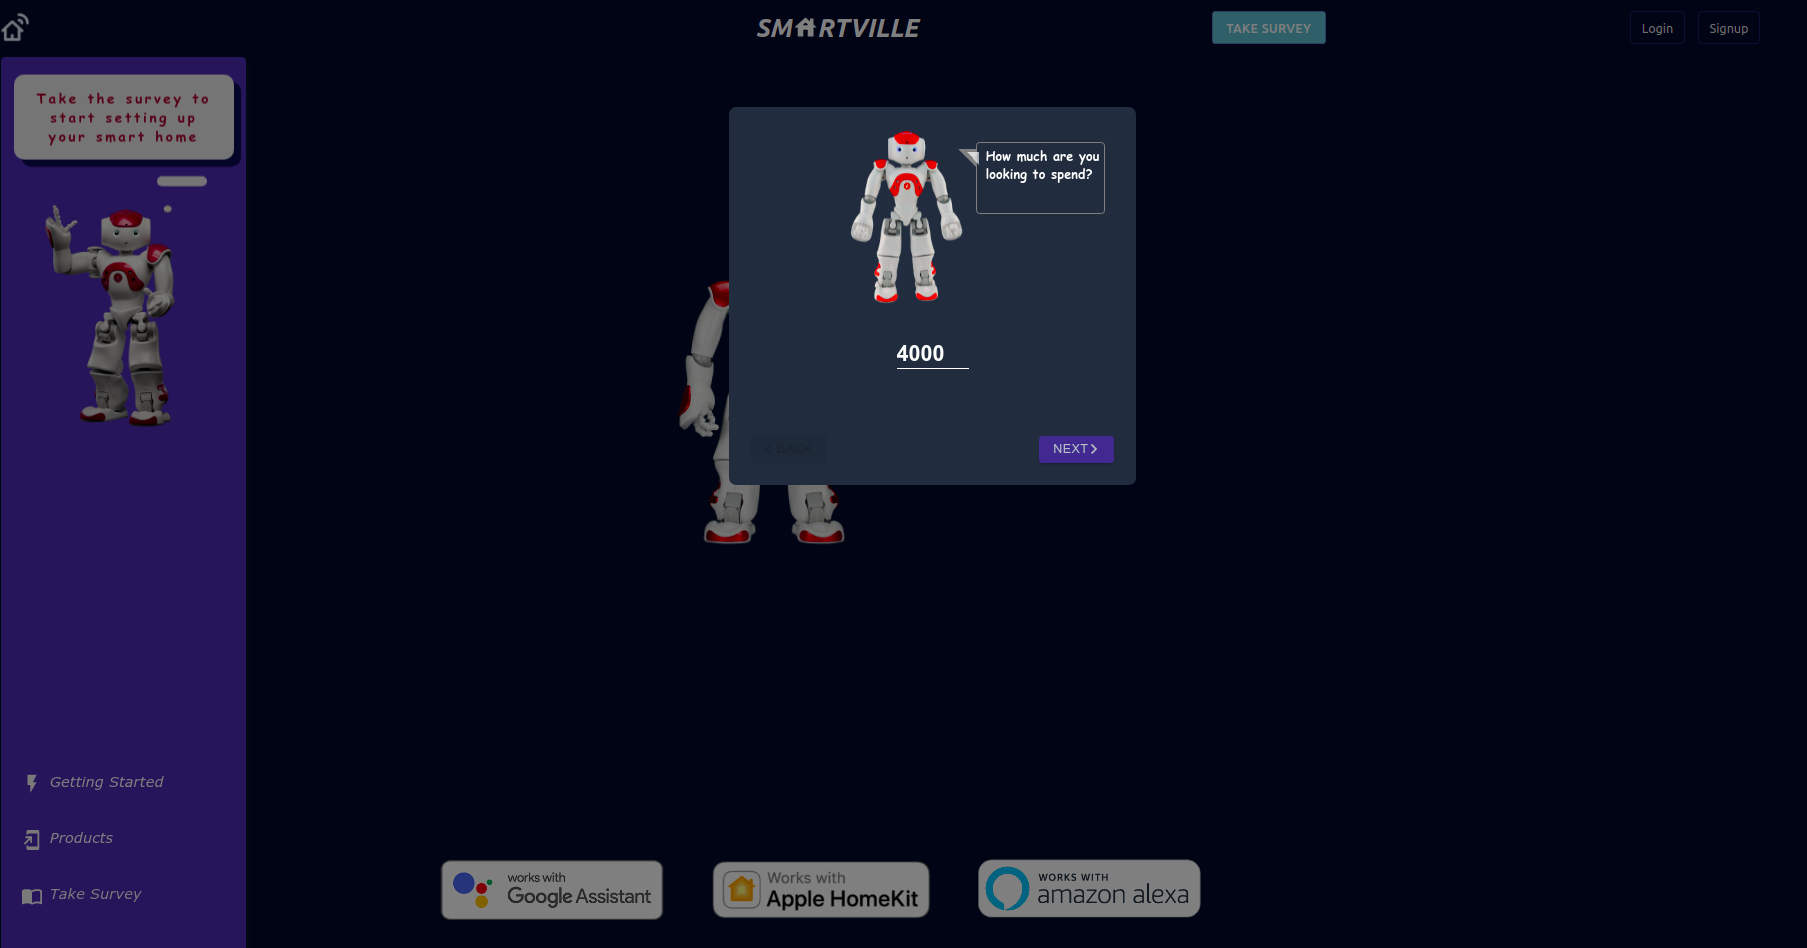 SMARTVILLE
TAKE SURVEY
Login
Signup
Take the survey to
start setting up
your smart home
How much are you
looking to spend?
4000
BACK
NEXT
Getting Started
Products
Take Survey
works with
Google Assistant
Works with
Apple HomeKit
WORKS WITH
amazon alexa